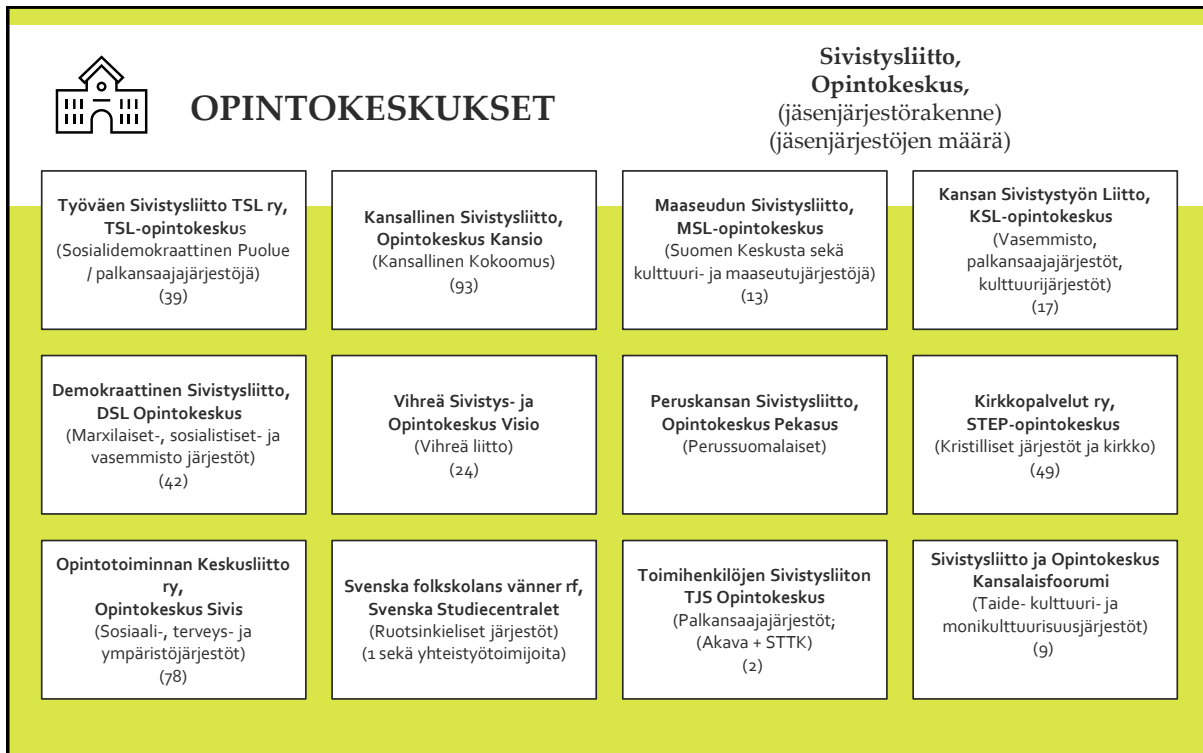 OPINTOKESKUKSET
Sivistysliitto,
Opintokeskus,
(jäsenjärjestörakenne)
(jäsenjärjestöjen määrä)
Työväen Sivistysliitto TSL ry,
TSL-opintokeskus
(Sosialidemokraattinen Puolue
/ palkansaajajärjestöjä)
(39)
Kansallinen Sivistysliitto,
Opintokeskus Kansio
(Kansallinen Kokoomus)
(93)
Maaseudun Sivistysliitto,
MSL-opintokeskus
(Suomen Keskusta sekä
kulttuuri- ja maaseutujärjestöjä)
(13)
Kansan Sivistystyön Liitto,
KSL-opintokeskus
(Vasemmisto,
palkansaajajärjestöt,
kulttuurijärjestöt)
(17)
Demokraattinen Sivistysliitto,
DSL Opintokeskus
(Marxilaiset-, sosialistiset- ja
vasemmisto järjestöt)
(42)
Vihreä Sivistys- ja
Opintokeskus Visio
(Vihreä liitto)
(24)
Peruskansan Sivistysliitto,
Opintokeskus Pekasus
(Perussuomalaiset)
Kirkkopalvelut ry,
STEP-opintokeskus
(Kristilliset järjestöt ja kirkko)
(49)
Opintotoiminnan Keskusliitto
ry,
Opintokeskus Sivis
(Sosiaali-, terveys- ja
ympäristöjärjestöt)
(78)
Svenska folkskolans vänner rf,
Svenska Studiecentralet
(Ruotsinkieliset järjestöt)
(1 sekä yhteistyötoimijoita)
Toimihenkilöjen Sivistysliiton
TJS Opintokeskus
(Palkansaajajärjestöt;
(Akava + STTK)
(2)
Sivistysliitto ja Opintokeskus
Kansalaisfoorumi
(Taide- kulttuuri- ja
monikulttuurisuusjärjestöt)
(9)